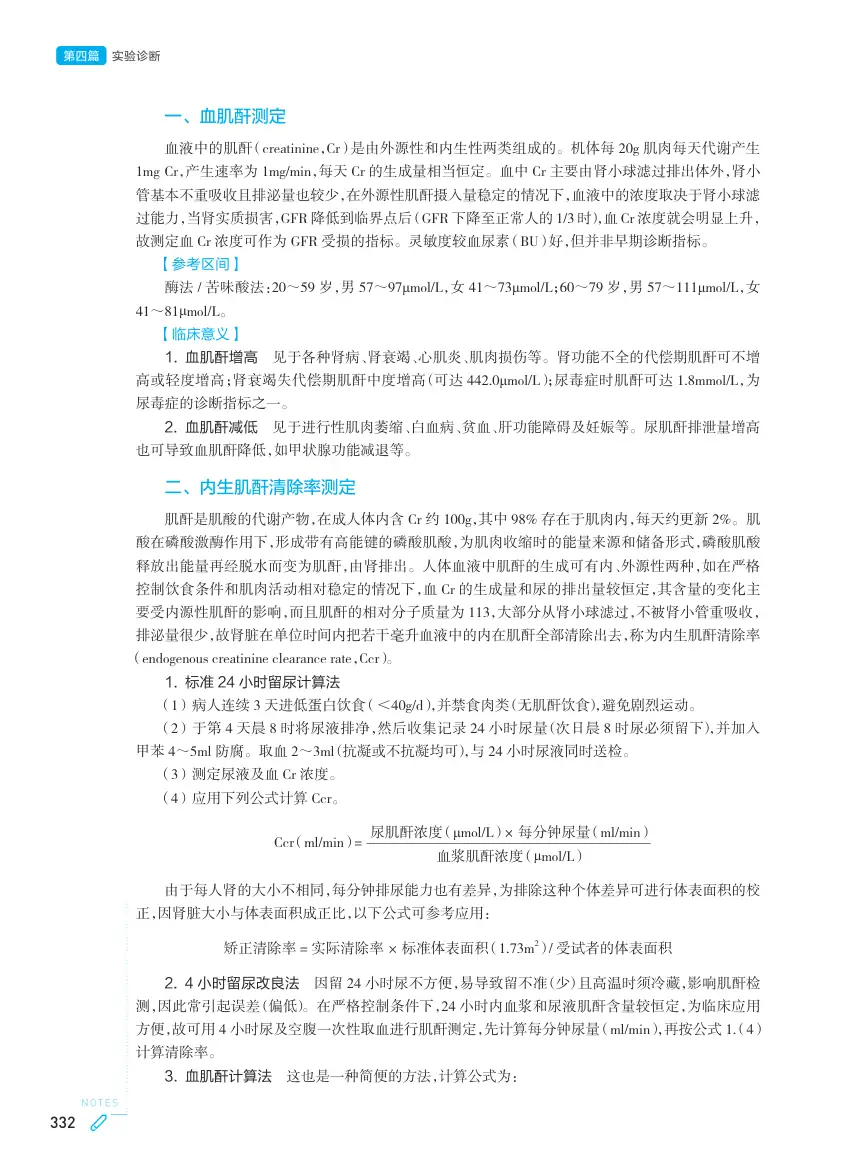 第四篇 实验诊断
一、血肌酐测定
血液中的肌酐（creatinine，Cr）是由外源性和内生性两类组成的。机体每 20g 肌肉每天代谢产生
1mg Cr，产生速率为 1mg/min，每天 Cr 的生成量相当恒定。血中 Cr 主要由肾小球滤过排出体外，肾小
管基本不重吸收且排泌量也较少，在外源性肌酐摄入量稳定的情况下，血液中的浓度取决于肾小球滤
过能力，当肾实质损害，GFR 降低到临界点后（GFR 下降至正常人的 1/3 时），血 Cr 浓度就会明显上升，
故测定血 Cr 浓度可作为 GFR 受损的指标。灵敏度较血尿素（BU）好，但并非早期诊断指标。
【参考区间】
酶法 / 苦味酸法：20～59 岁，男 57～97μmol/L，女 41～73μmol/L；60～79 岁，男 57～111μmol/L，女
41～81μmol/L。
【临床意义】
1. 血肌酐增高 见于各种肾病、肾衰竭、心肌炎、肌肉损伤等。肾功能不全的代偿期肌酐可不增
高或轻度增高；肾衰竭失代偿期肌酐中度增高（可达 442.0μmol/L）；尿毒症时肌酐可达 1.8mmol/L，为
尿毒症的诊断指标之一。
2. 血肌酐减低 见于进行性肌肉萎缩、白血病、贫血、肝功能障碍及妊娠等。尿肌酐排泄量增高
也可导致血肌酐降低，如甲状腺功能减退等。
二、内生肌酐清除率测定
肌酐是肌酸的代谢产物，在成人体内含 Cr 约 100g，其中 98% 存在于肌肉内，每天约更新 2%。肌
酸在磷酸激酶作用下，形成带有高能键的磷酸肌酸，为肌肉收缩时的能量来源和储备形式，磷酸肌酸
释放出能量再经脱水而变为肌酐，由肾排出。人体血液中肌酐的生成可有内、外源性两种，如在严格
控制饮食条件和肌肉活动相对稳定的情况下，血 Cr 的生成量和尿的排出量较恒定，其含量的变化主
要受内源性肌酐的影响，而且肌酐的相对分子质量为 113，大部分从肾小球滤过，不被肾小管重吸收，
排泌量很少，故肾脏在单位时间内把若干毫升血液中的内在肌酐全部清除出去，称为内生肌酐清除率
（endogenous creatinine clearance rate，Ccr）。
1. 标准 24 小时留尿计算法
（1）病人连续 3 天进低蛋白饮食（＜40g/d），并禁食肉类（无肌酐饮食），避免剧烈运动。
（2）于第 4 天晨 8 时将尿液排净，然后收集记录 24 小时尿量（次日晨 8 时尿必须留下），并加入
甲苯 4～5ml 防腐。取血 2～3ml（抗凝或不抗凝均可），与 24 小时尿液同时送检。
（3）测定尿液及血 Cr 浓度。
（4）应用下列公式计算 Ccr。
Ccr（ml/min）= 尿肌酐浓度（μmol/L）× 每分钟尿量（ml/min）
血浆肌酐浓度（μmol/L）
由于每人肾的大小不相同，每分钟排尿能力也有差异，为排除这种个体差异可进行体表面积的校
正，因肾脏大小与体表面积成正比，以下公式可参考应用：
矫正清除率 = 实际清除率 × 标准体表面积（1.73m²）/ 受试者的体表面积
2. 4 小时留尿改良法 因留 24 小时尿不方便，易导致留不准（少）且高温时须冷藏，影响肌酐检
测，因此常引起误差（偏低）。在严格控制条件下，24 小时内血浆和尿液肌酐含量较恒定，为临床应用
方便，故可用 4 小时尿及空腹一次性取血进行肌酐测定，先计算每分钟尿量（ml/min），再按公式 1.（4）
计算清除率。
3. 血肌酐计算法 这也是一种简便的方法，计算公式为：
NOTES
332